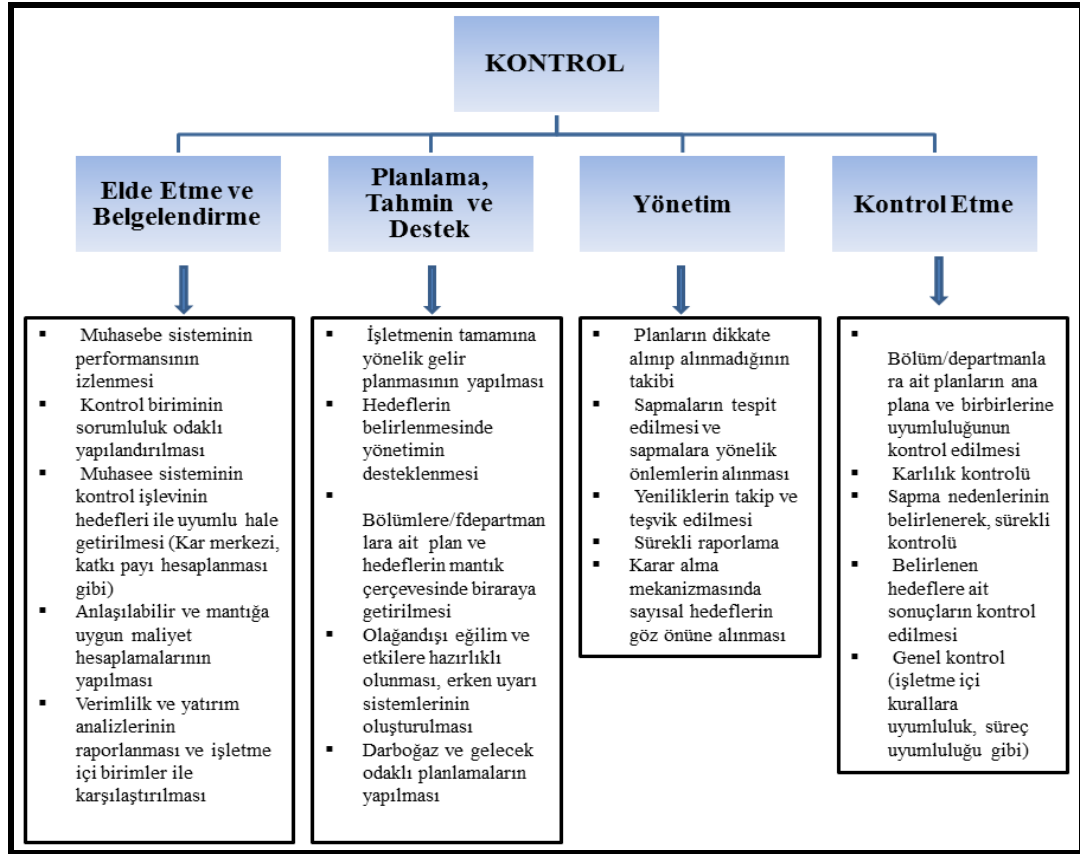 KONTROL
Elde Etme ve
Belgelendirme
Planlama,
Tahmin ve
Destek
Yönetim
Kontrol Etme
▪ Muhasebe sisteminin
performansının
izlenmesi
▪ Kontrol biriminin
sorumluluk odaklı
yapılandırılması
▪ Muhasee sisteminin
kontrol işlevinin
hedefleri ile uyumlu hale
getirilmesi (Kar merkezi,
katkı payı hesaplanması
gibi)
▪ Anlaşılabilir ve mantığa
uygun maliyet
hesaplamalarının
yapılması
▪ Verimlilk ve yatırım
analizlerinin
raporlanması ve işletme
içi birimler ile
karşılaştırılması
▪ İşletmenin tamamına
yönelik gelir
planmasının yapılması
▪ Hedeflerin
belirlenmesinde
yönetimin
desteklenmesi
▪
Bölümlere/fdepartman
lara ait plan ve
hedeflerin mantık
çerçevesinde biraraya
getirilmesi
▪ Olağandışı eğilim ve
etkilere hazırlıklı
olunması, erken uyarı
sistemlerinin
oluşturulması
▪ Darboğaz ve gelecek
odaklı planlamaların
yapılması
▪ Planların dikkate
alınıp alınmadığının
takibi
▪ Sapmaların tespit
edilmesi ve
sapmalara yönelik
önlemlerin alınması
▪ Yeniliklerin takip ve
teşvik edilmesi
▪ Sürekli raporlama
▪ Karar alma
mekanizmasında
sayısal hedeflerin
göz önüne alınması
▪
Bölüm/departmanla
ra ait planların ana
plana ve birbirlerine
uyumluluğunun
kontrol edilmesi
▪ Karlılık kontrolü
▪ Sapma nedenlerinin
belirlenerek, sürekli
kontrolü
▪ Belirlenen
hedeflere ait
sonuçların kontrol
edilmesi
▪ Genel kontrol
(işletme içi
kurallara
uyumluluk, süreç
uyumluluğu gibi)